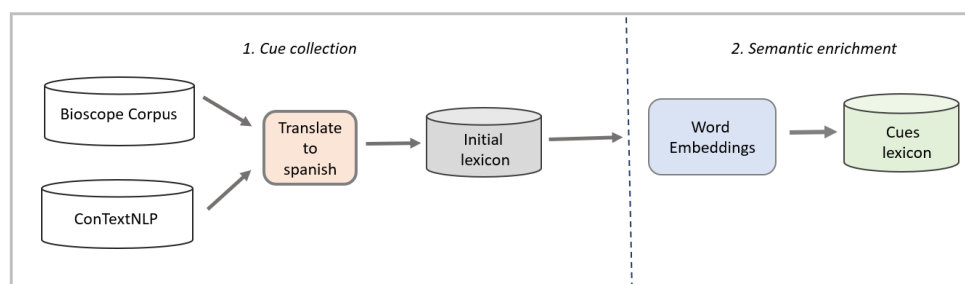 1. Cue collection
2. Semantic enrichment
Bioscope Corpus
ConTextNLP
Translate
to
spanish
Initial
lexicon
Word
Embeddings
Cues
lexicon